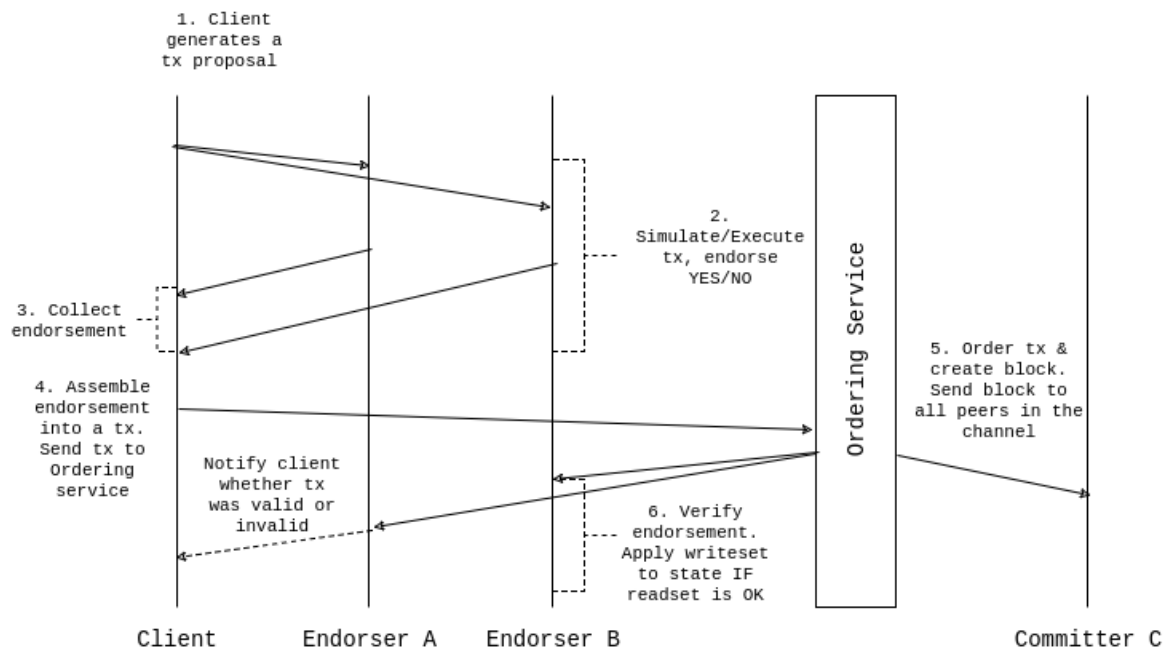 1. Client
generates a
tx proposal
2.
Simulate/Execute
tx, endorse
YES/NO
3. Collect
endorsement
4. Assemble
endorsement
into a tx.
Send tx to
Ordering
service
Ordering Service
5. Order tx &
create block.
Send block to
all peers in the
channel
Notify client
whether tx
was valid or
invalid
6. Verify
endorsement.
Apply writeset
to state IF
readset is OK
Client
Endorser A
Endorser B
Committer C